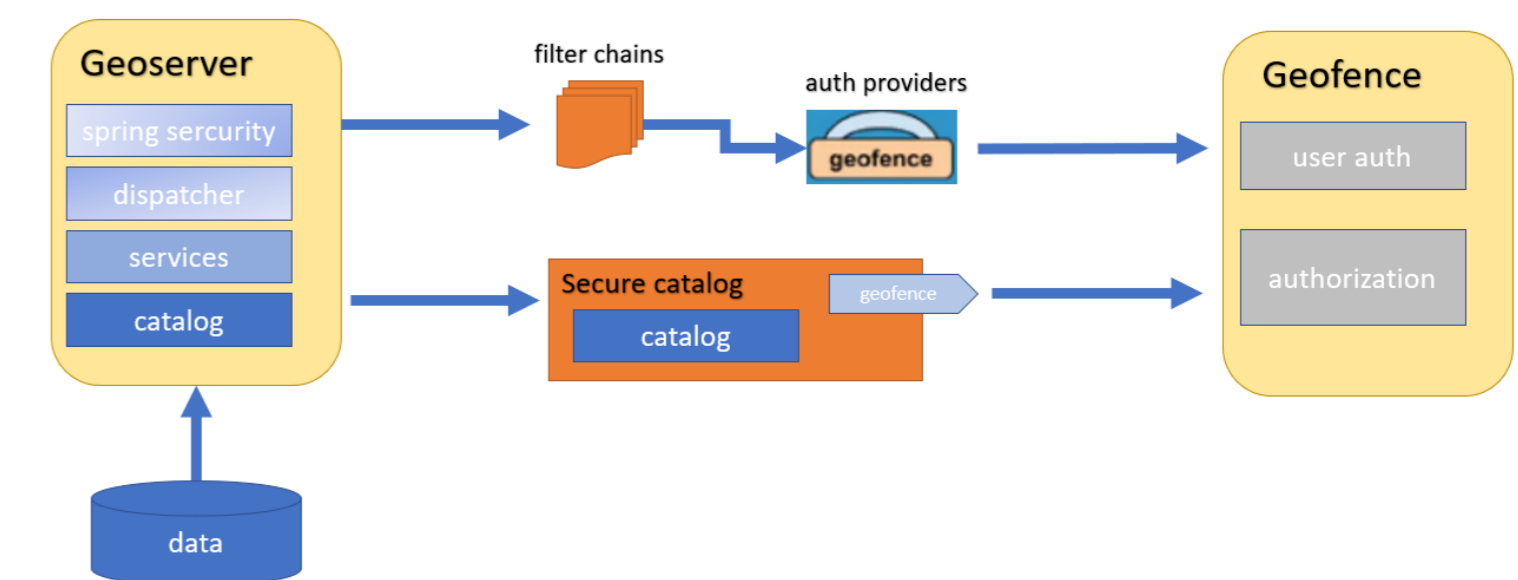 Geoserver
spring sercurity
dispatcher
services
catalog
data
filter chains
auth providers
geofence
Secure catalog
geofence
catalog
Geofence
user auth
authorization